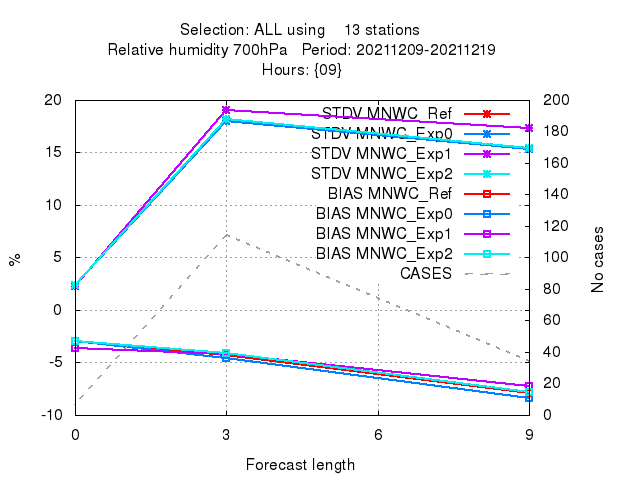 Selection: ALL using 13 stations
Relative humidity 700hPa Period: 20211209-20211219
Hours: {09}
20
15
10
5
0
-5
-10
%
200
180
160
140
120
100
80
60
40
20
0
No cases
STDV MNWC_Ref
STDV MNWC_Exp0
STDV MNWC_Exp1
STDV MNWC_Exp2
BIAS MNWC_Ref
BIAS MNWC_Exp0
BIAS MNWC_Exp1
BIAS MNWC_Exp2
CASES
0 3 6 9
Forecast length